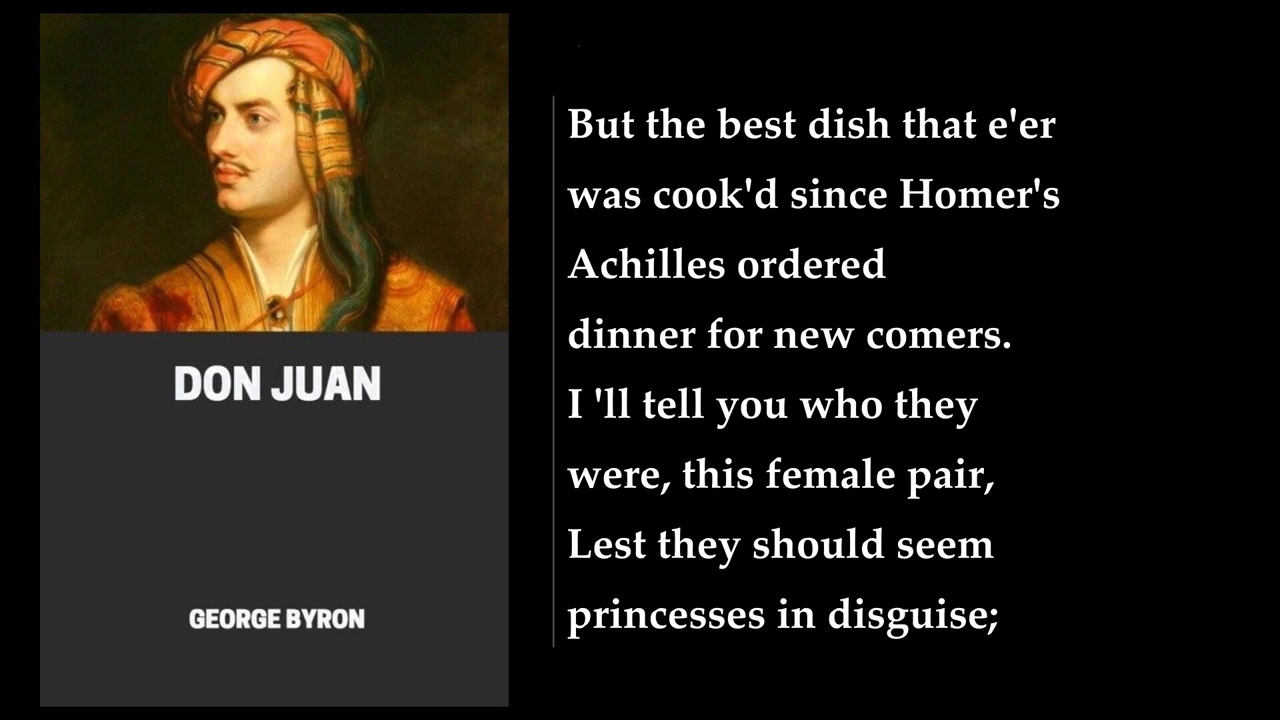 DON JUAN
GEORGE BYRON
But the best dish that e'er
was cook'd since Homer's
Achilles ordered
dinner for new comers.
I 'll tell you who they
were, this female pair,
Lest they should seem
princesses in disguise;